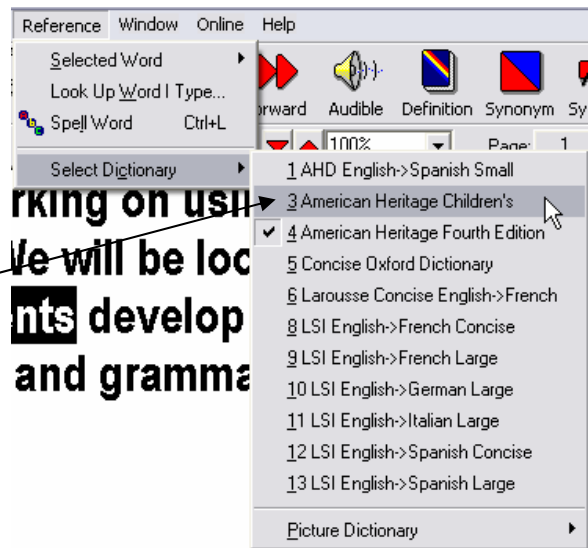 Reference Window Online Help
Selected Word
Look Up Word I Type...
Spell Word Ctrl+L
Select Dictionary
rward Audible Definition Synonym Sy
100% Page: 1
1 AHD English->Spanish Small
3 American Heritage Children's
4 American Heritage Fourth Edition
5 Concise Oxford Dictionary
6 Larousse Concise English->French
8 LSI English->French Concise
9 LSI English->French Large
10 LSI English->German Large
11 LSI English->Italian Large
12 LSI English->Spanish Concise
13 LSI English->Spanish Large
Picture Dictionary
rking on usin
We will be loo
nts develop
and gramma